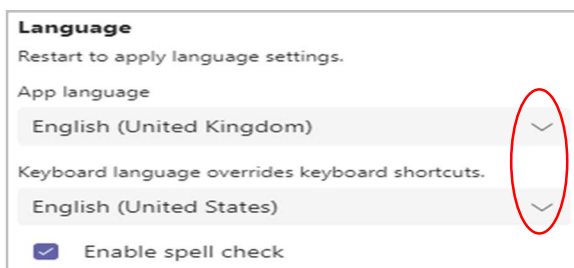 Language
Restart to apply language settings.
App language
English (United Kingdom)
Keyboard language overrides keyboard shortcuts.
English (United States)
Enable spell check